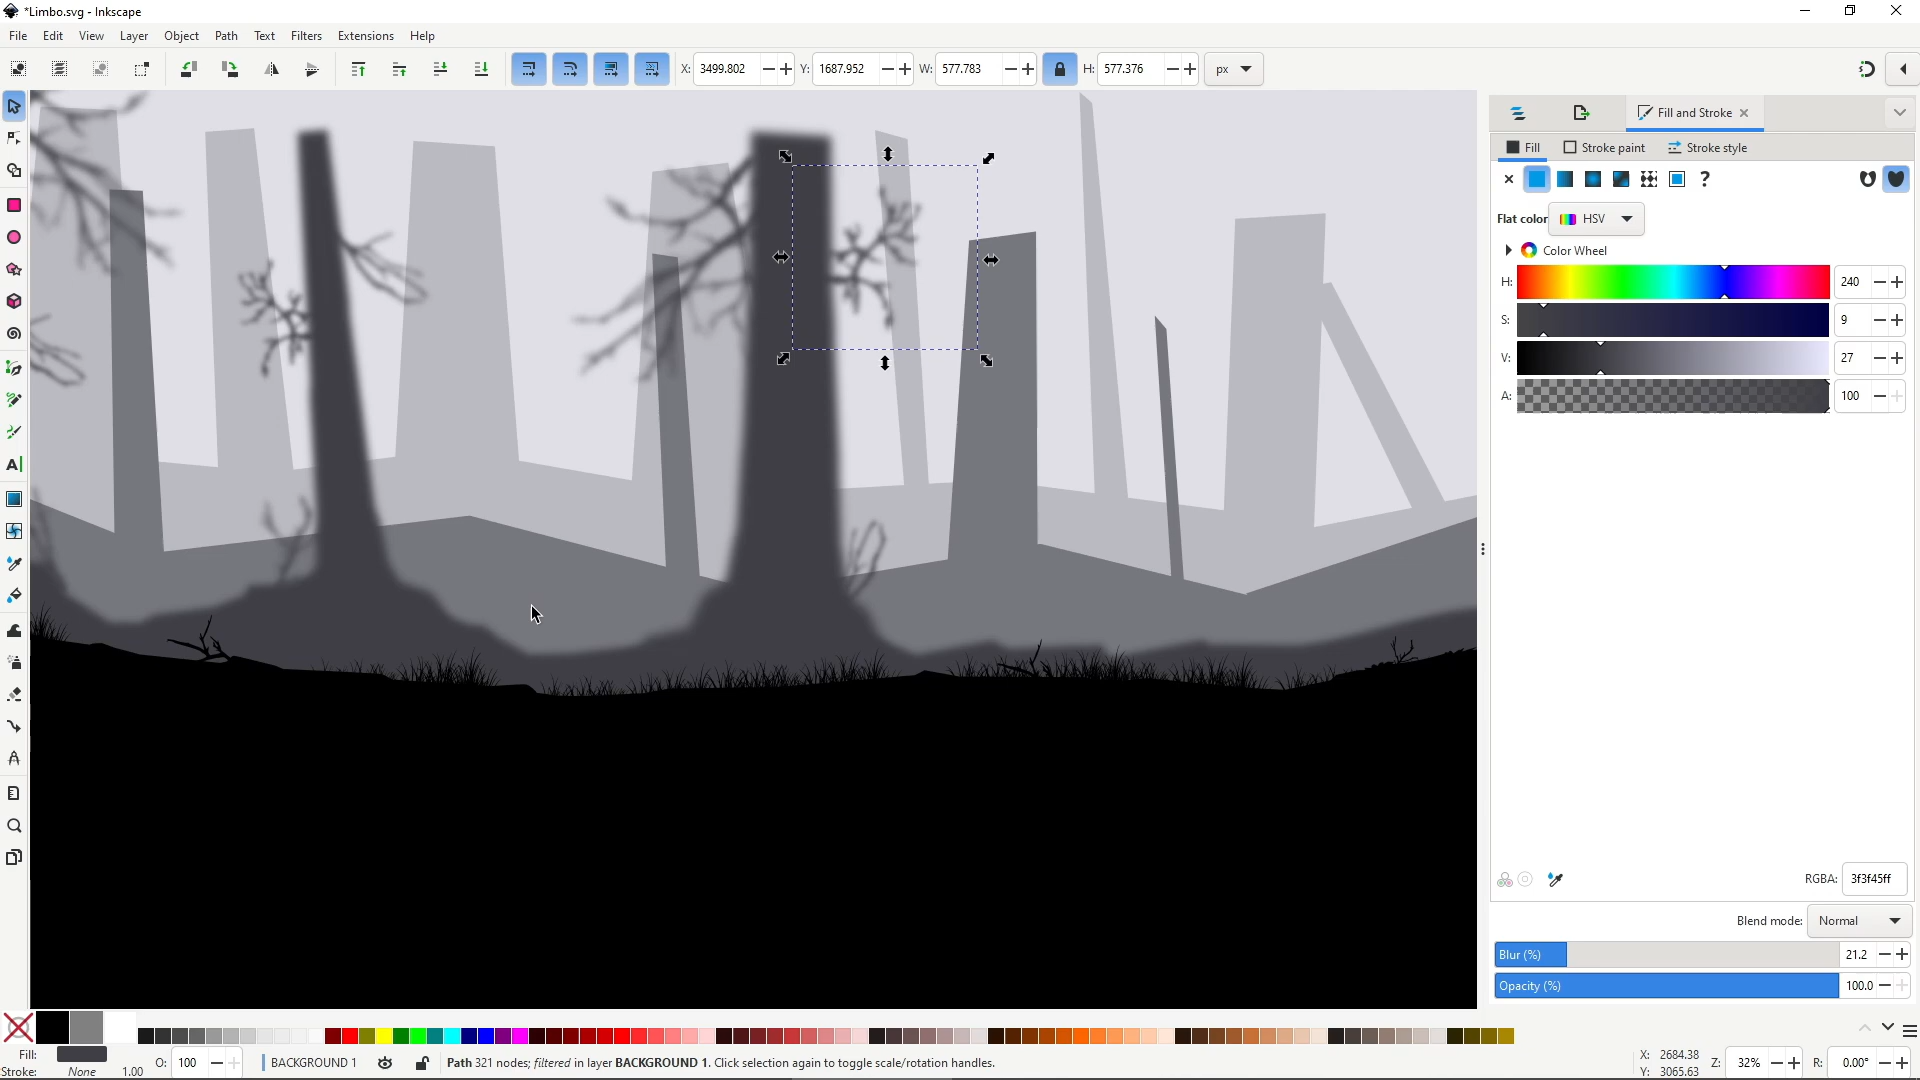 *Limbo.svg - Inkscape
File Edit View Layer Object Path Text Filters Extensions Help
X: 3499.802 Y: 1687.952 W: 577.783 H: 577.376 px
Fill and Stroke
Fill Stroke paint Stroke style
Flat color HSV
Color Wheel
H: 240
S: 9
V: 27
A: 100
RGBA: 3f3f45ff
Blend mode: Normal
Blur (%) 21.2
Opacity (%) 100.0
Fill: O: 100 BACKGROUND 1 Path 321 nodes; filtered in layer BACKGROUND 1. Click selection again to toggle scale/rotation handles. X: 2684.38 Z: 32% R: 0.00°
Stroke: None 1.00 Y: 3065.63